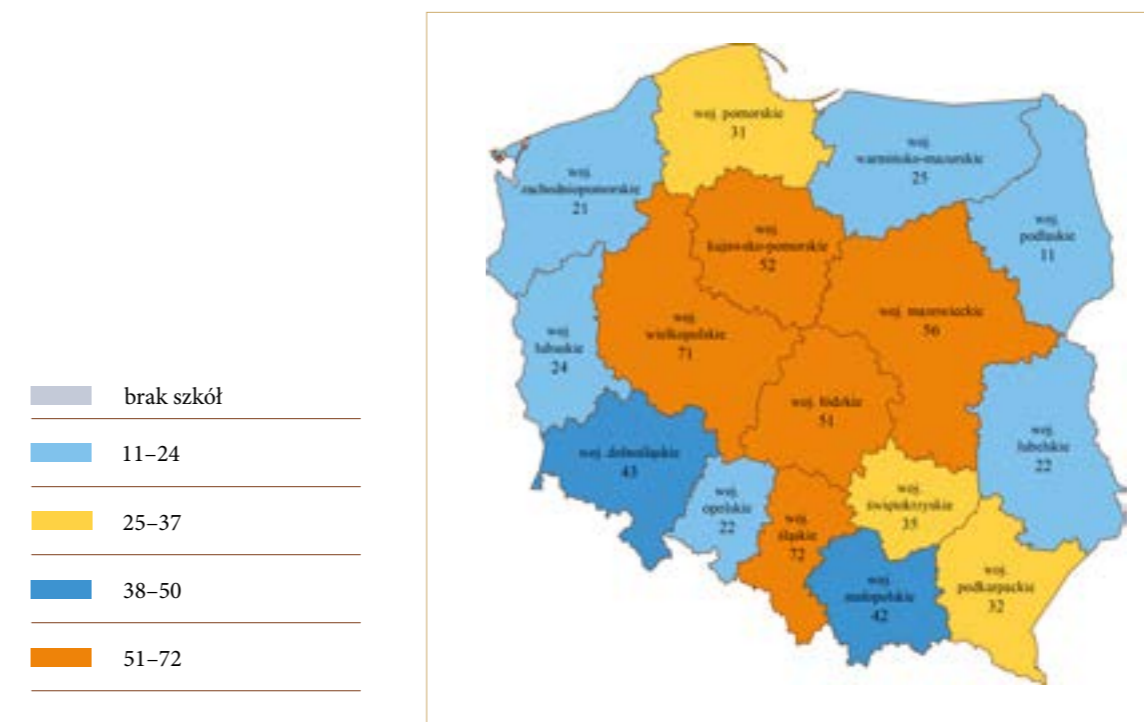 brak szkół
11–24
25–37
38–50
51–72
woj. pomorskie
31
woj.
warmińsko-mazurskie
25
woj.
zachodniopomorskie
21
woj.
podlaskie
11
woj.
kujawsko-pomorskie
52
woj. mazowieckie
56
woj.
wielkopolskie
71
woj.
lubuskie
24
woj. łódzkie
51
woj.
lubelskie
22
woj. dolnośląskie
43
woj.
opolskie
22
woj.
śląskie
72
woj.
świętokrzyskie
35
woj.
małopolskie
42
woj.
podkarpackie
32